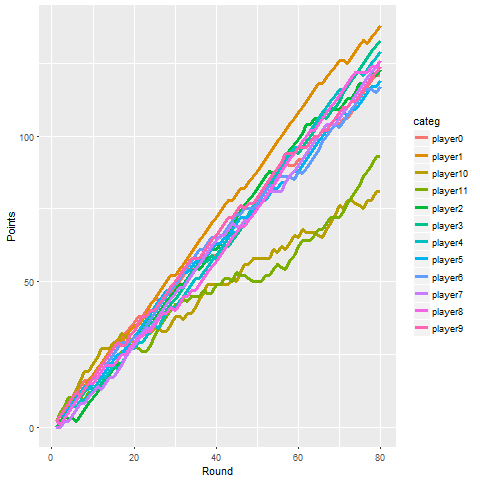 100
50
0
Points
0
20
40
60
80
Round
categ
player0
player1
player10
player11
player2
player3
player4
player5
player6
player7
player8
player9